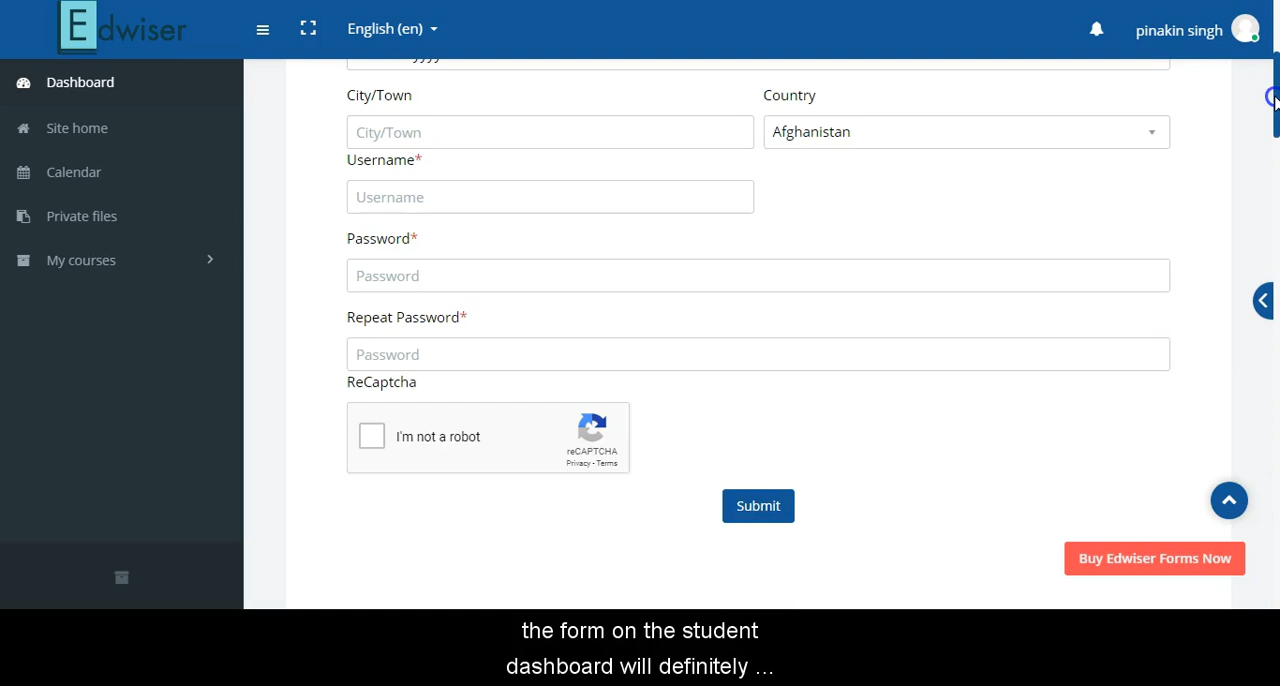 Edwiser
English (en)
pinakin singh
Dashboard
Site home
Calendar
Private files
My courses
City/Town
Country
City/Town
Afghanistan
Username*
Username
Password*
Password
Repeat Password*
Password
ReCaptcha
I'm not a robot
reCAPTCHA
Privacy - Terms
Submit
Buy Edwiser Forms Now
the form on the student
dashboard will definitely ...